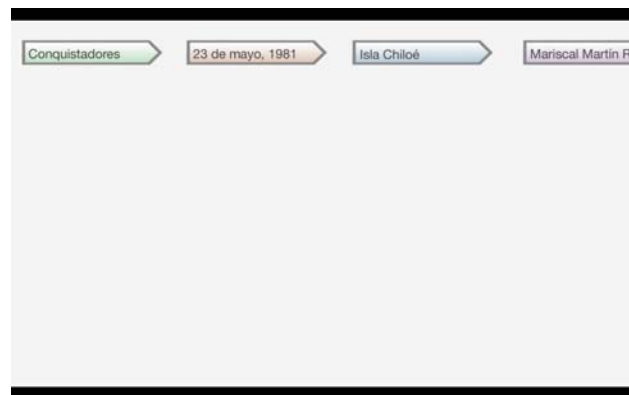 Conquistadores
23 de mayo, 1981
Isla Chiloé
Mariscal Martín